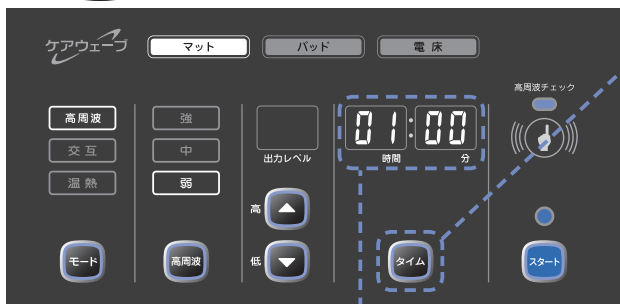 ケアウェーブ
マット
パッド
電床
高周波チェック
高周波
交互
温熱
強
中
弱
出力レベル
01:00
時間
分
高
低
モード
高周波
タイム
スタート